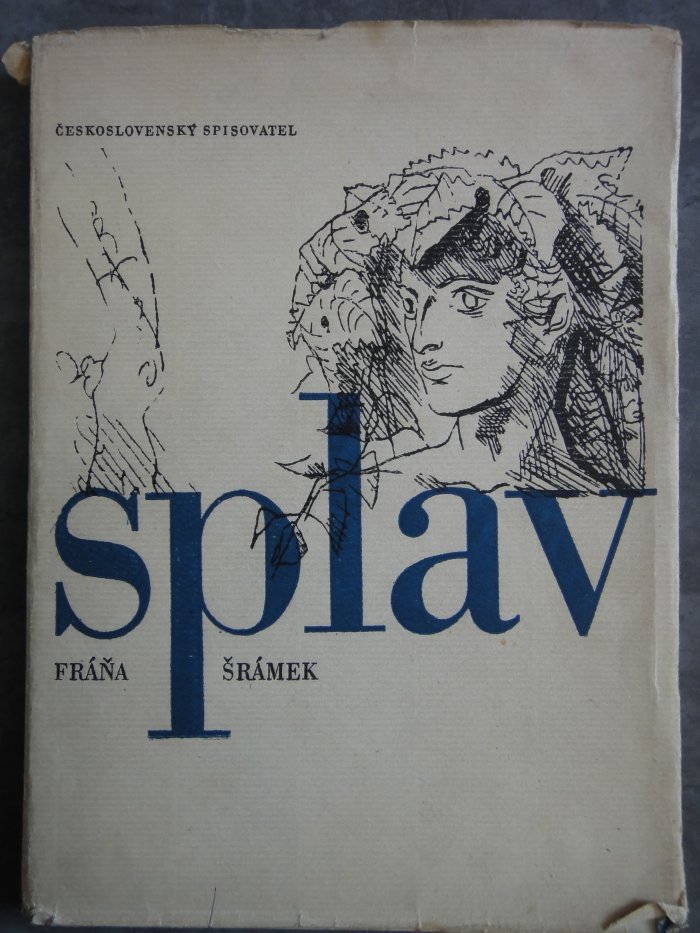 ČESKOSLOVENSKÝ SPISOVATEL
splav
FRÁŇA ŠRÁMEK